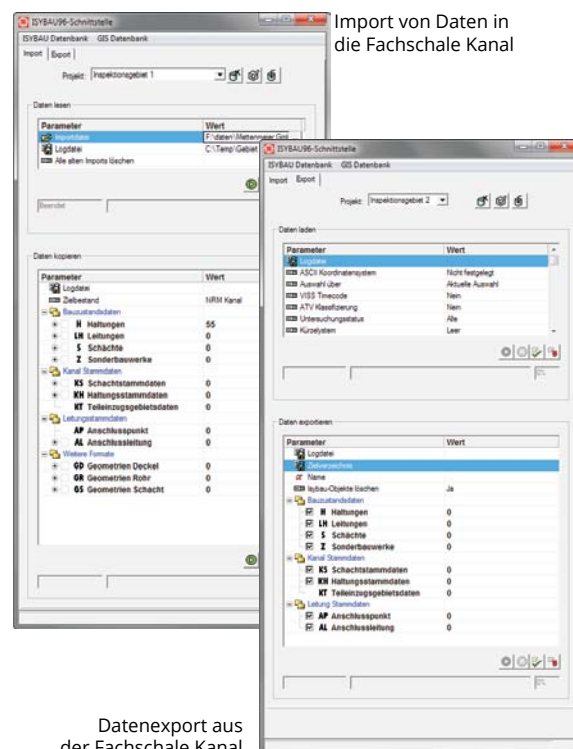 Import von Daten in
die Fachschale Kanal
ISYBAU96-Schnittstelle
ISYBAU Datenbank GIS Datenbank
Import Export
Projekt: Inspektionsgebiet 1
Daten lesen
Parameter Wert
Importdatei F:\daten\Mettenmeier.Gml
Logdatei C:\Temp\Gebiet
Alle alten Imports löschen
Beendet
Daten kopieren
Parameter Wert
Logdatei
Zielbestand NRM Kanal
Bauzustandsdaten
H Haltungen 55
LH Leitungen 0
S Schächte 0
Z Sonderbauwerke 0
Kanal Stammdaten
KS Schachtstammdaten 0
KH Haltungsstammdaten 0
KT Teileinzugsgebietsdaten 0
Leitungsstammdaten
AP Anschlusspunkt 0
AL Anschlussleitung 0
Weitere Formate
GD Geometrien Deckel 0
GR Geometrien Rohr 0
GS Geometrien Schacht 0
ISYBAU96-Schnittstelle
ISYBAU Datenbank GIS Datenbank
Import Export
Projekt: Inspektionsgebiet 2
Daten laden
Parameter Wert
Logdatei
ASCII Koordinatensystem Nicht festgelegt
Auswahl über Aktuelle Auswahl
VISS Timecode Nein
ATV Klassifizierung Nein
Untersuchungsstatus Alle
Kürzelsystem Leer
Daten exportieren
Parameter Wert
Logdatei
Zielverzeichnis
Name
Isybau-Objekte löschen Ja
Bauzustandsdaten
H Haltungen 0
LH Leitungen 0
S Schächte 0
Z Sonderbauwerke 0
Kanal Stammdaten
KS Schachtstammdaten 0
KH Haltungsstammdaten 0
KT Teileinzugsgebietsdaten 0
Leitung Stammdaten
AP Anschlusspunkt 0
AL Anschlussleitung 0
Datenexport aus
der Fachschale Kanal